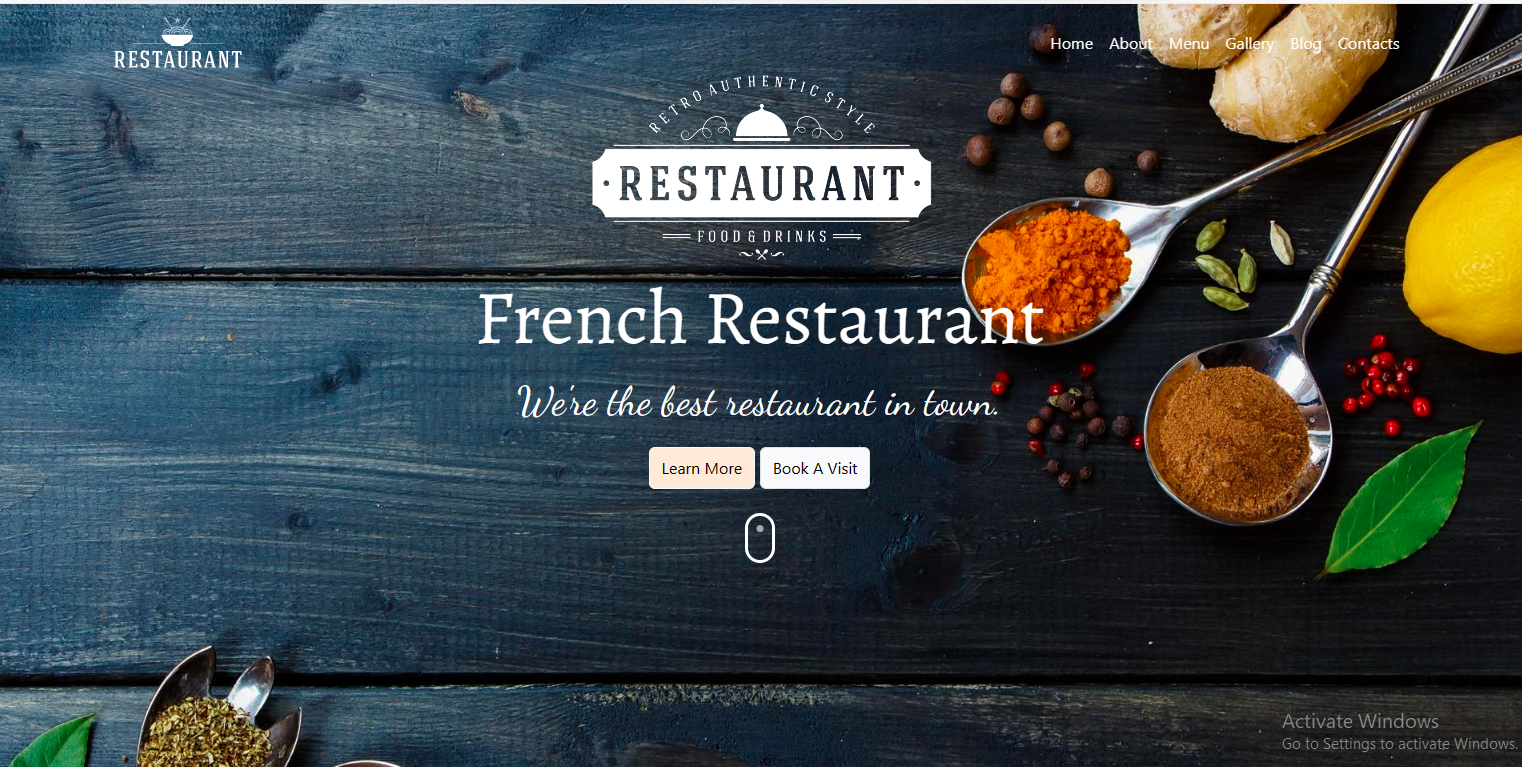 RESTAURANT
Home About Menu Gallery Blog Contacts
RETRO AUTHENTIC STYLE
RESTAURANT
FOOD & DRINKS
French Restaurant
We're the best restaurant in town.
Learn More Book A Visit
Activate Windows
Go to Settings to activate Windows.